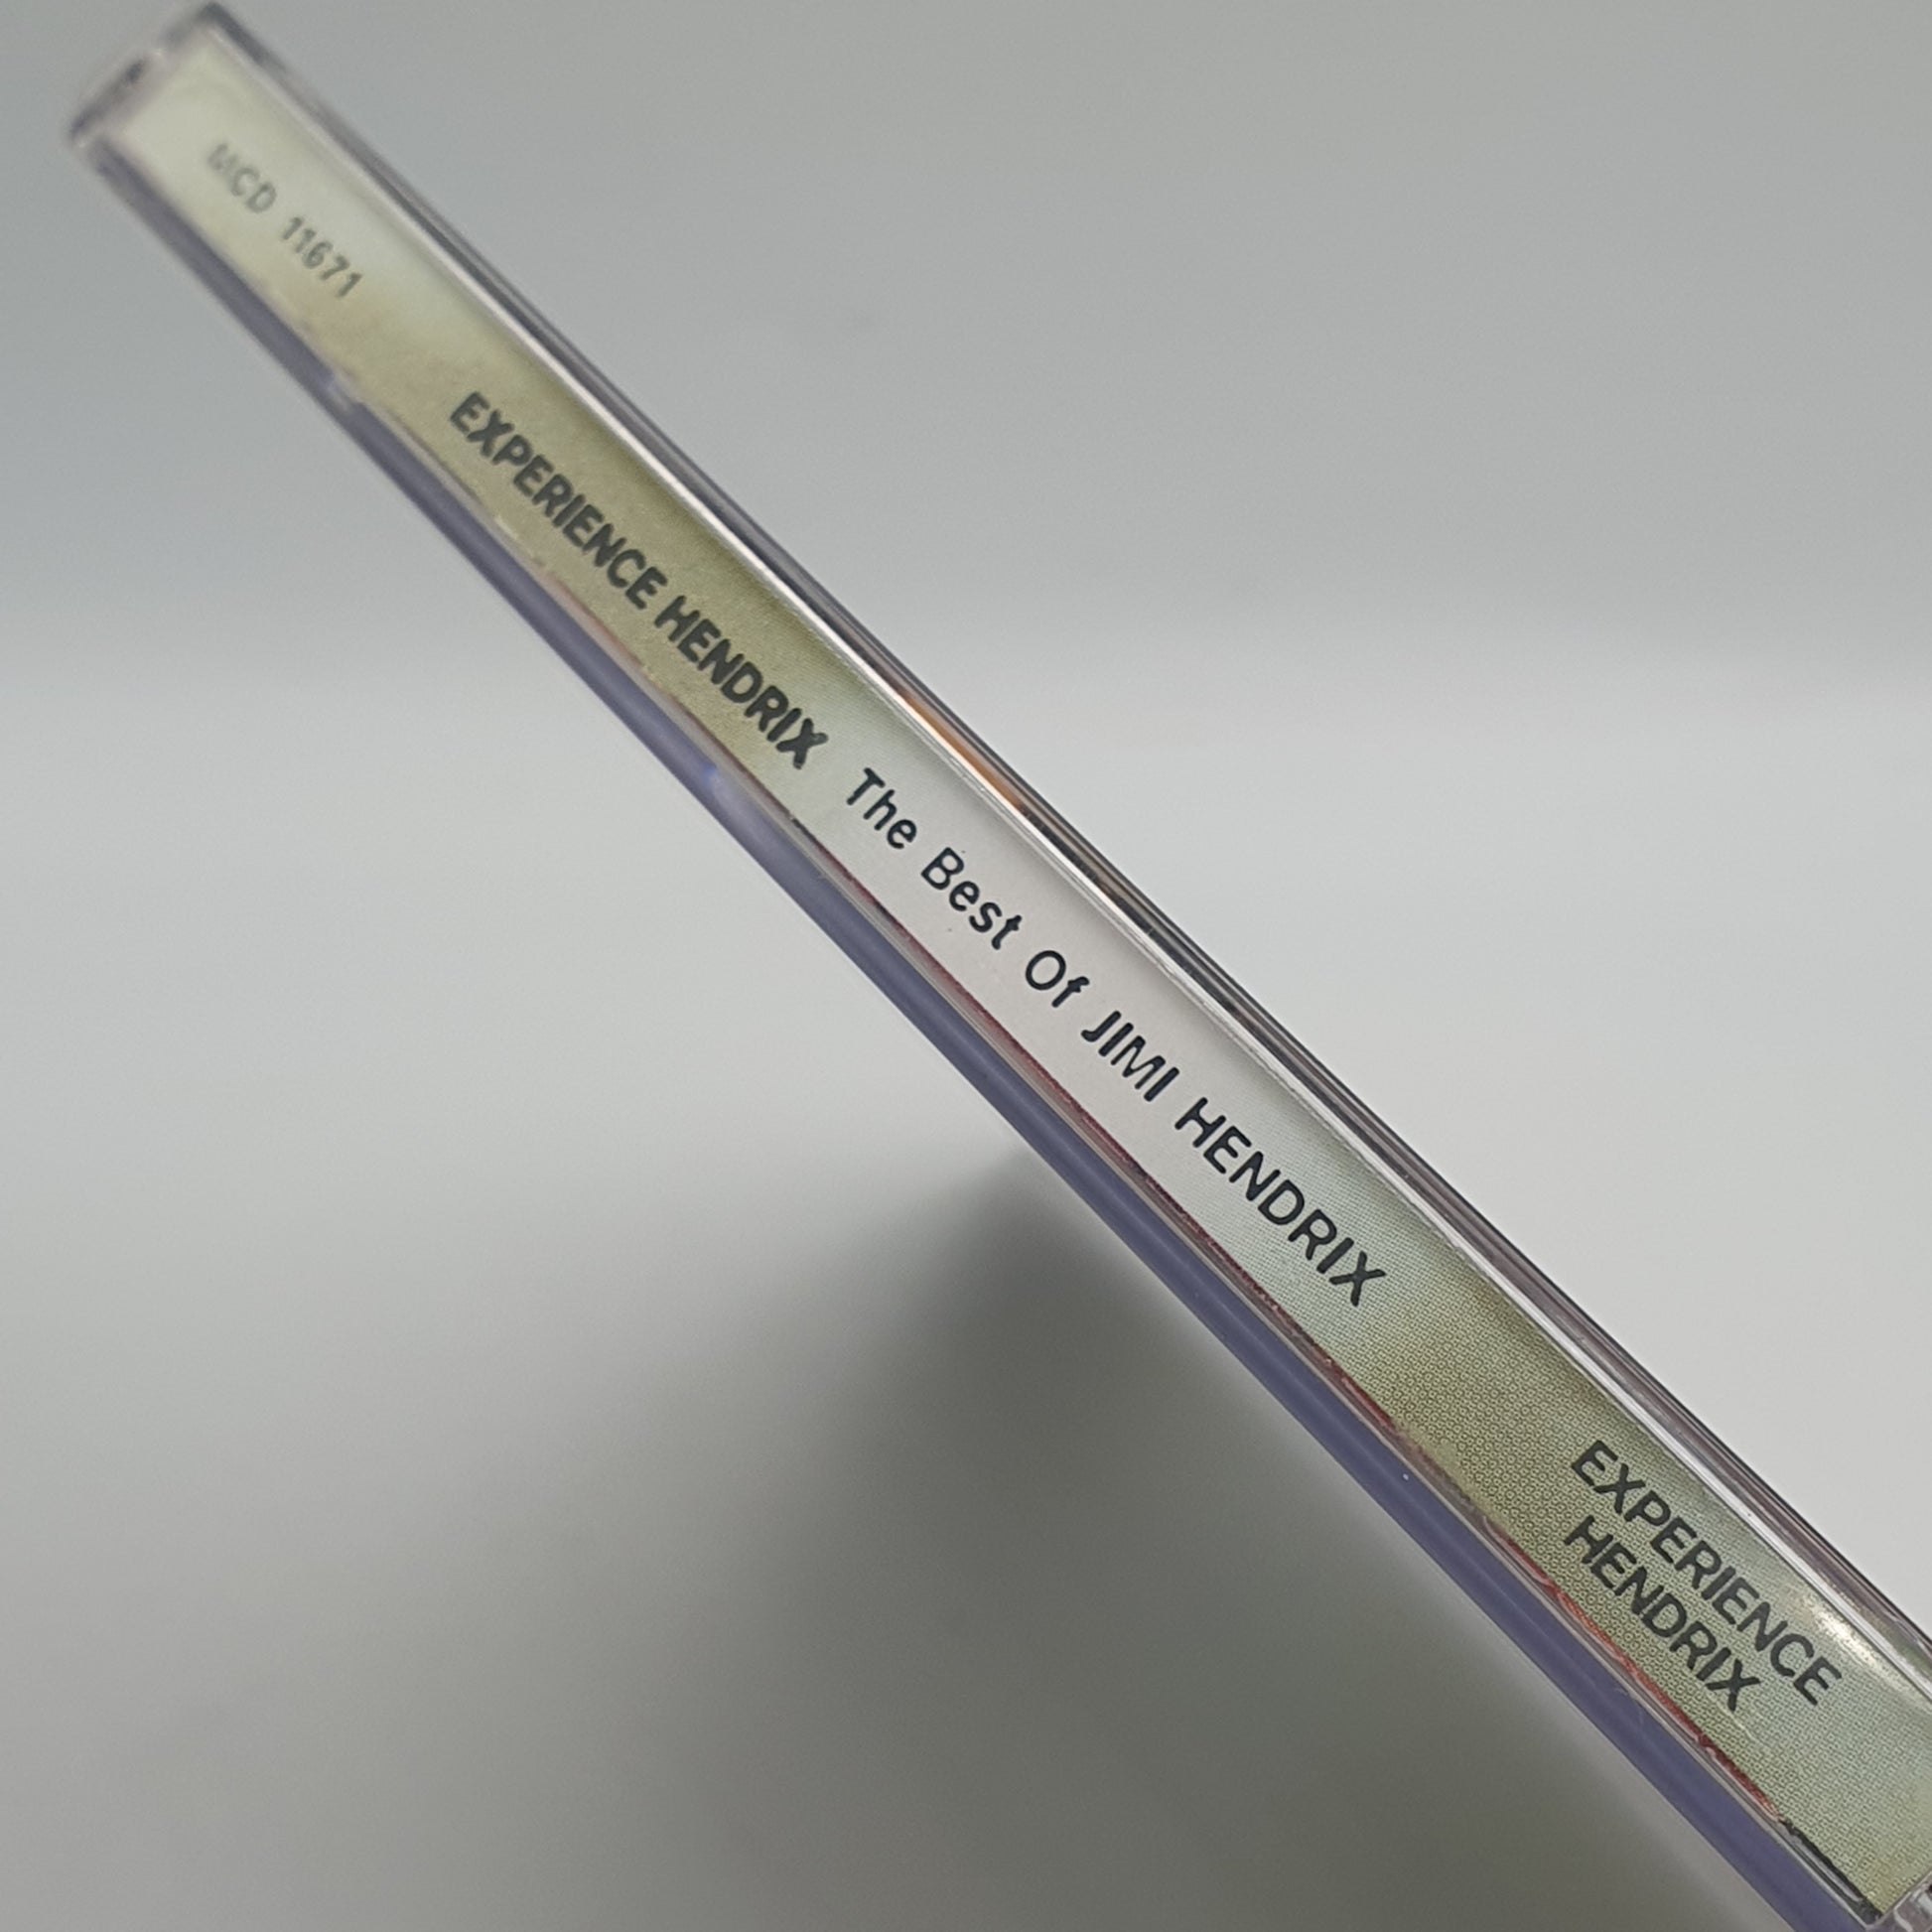 MCD 11671
EXPERIENCE HENDRIX The Best Of JIMI HENDRIX
EXPERIENCE
HENDRIX